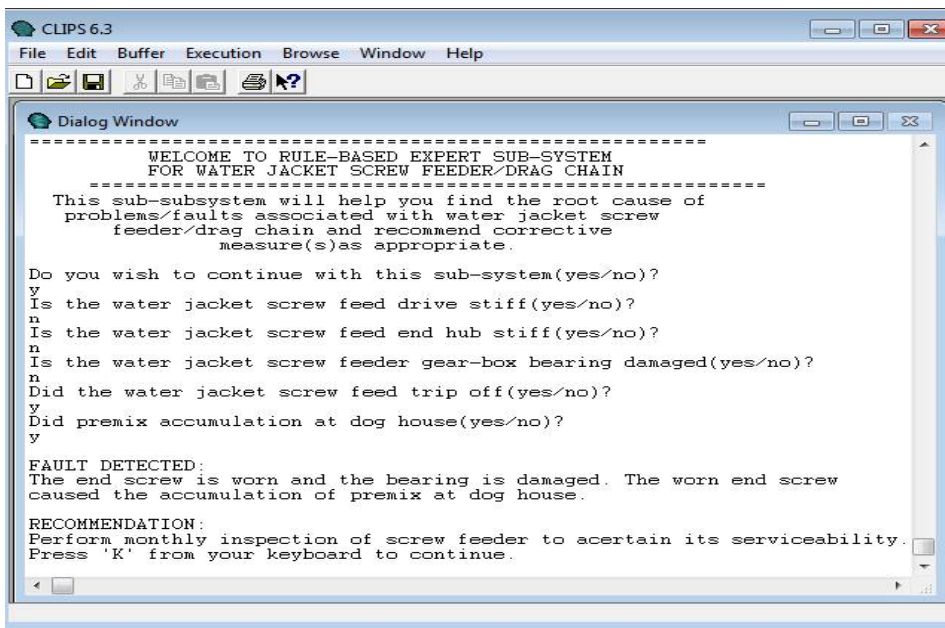 CLIPS 6.3
File Edit Buffer Execution Browse Window Help
Dialog Window
=========================================================
WELCOME TO RULE-BASED EXPERT SUB-SYSTEM
FOR WATER JACKET SCREW FEEDER/DRAG CHAIN
=========================================================
This sub-subsystem will help you find the root cause of
problems/faults associated with water jacket screw
feeder/drag chain and recommend corrective
measure(s)as appropriate.
Do you wish to continue with this sub-system(yes/no)?
y
Is the water jacket screw feed drive stiff(yes/no)?
n
Is the water jacket screw feed end hub stiff(yes/no)?
n
Is the water jacket screw feeder gear-box bearing damaged(yes/no)?
n
Did the water jacket screw feed trip off(yes/no)?
y
Did premix accumulation at dog house(yes/no)?
y
FAULT DETECTED:
The end screw is worn and the bearing is damaged. The worn end screw
caused the accumulation of premix at dog house.
RECOMMENDATION:
Perform monthly inspection of screw feeder to acertain its serviceability.
Press 'K' from your keyboard to continue.